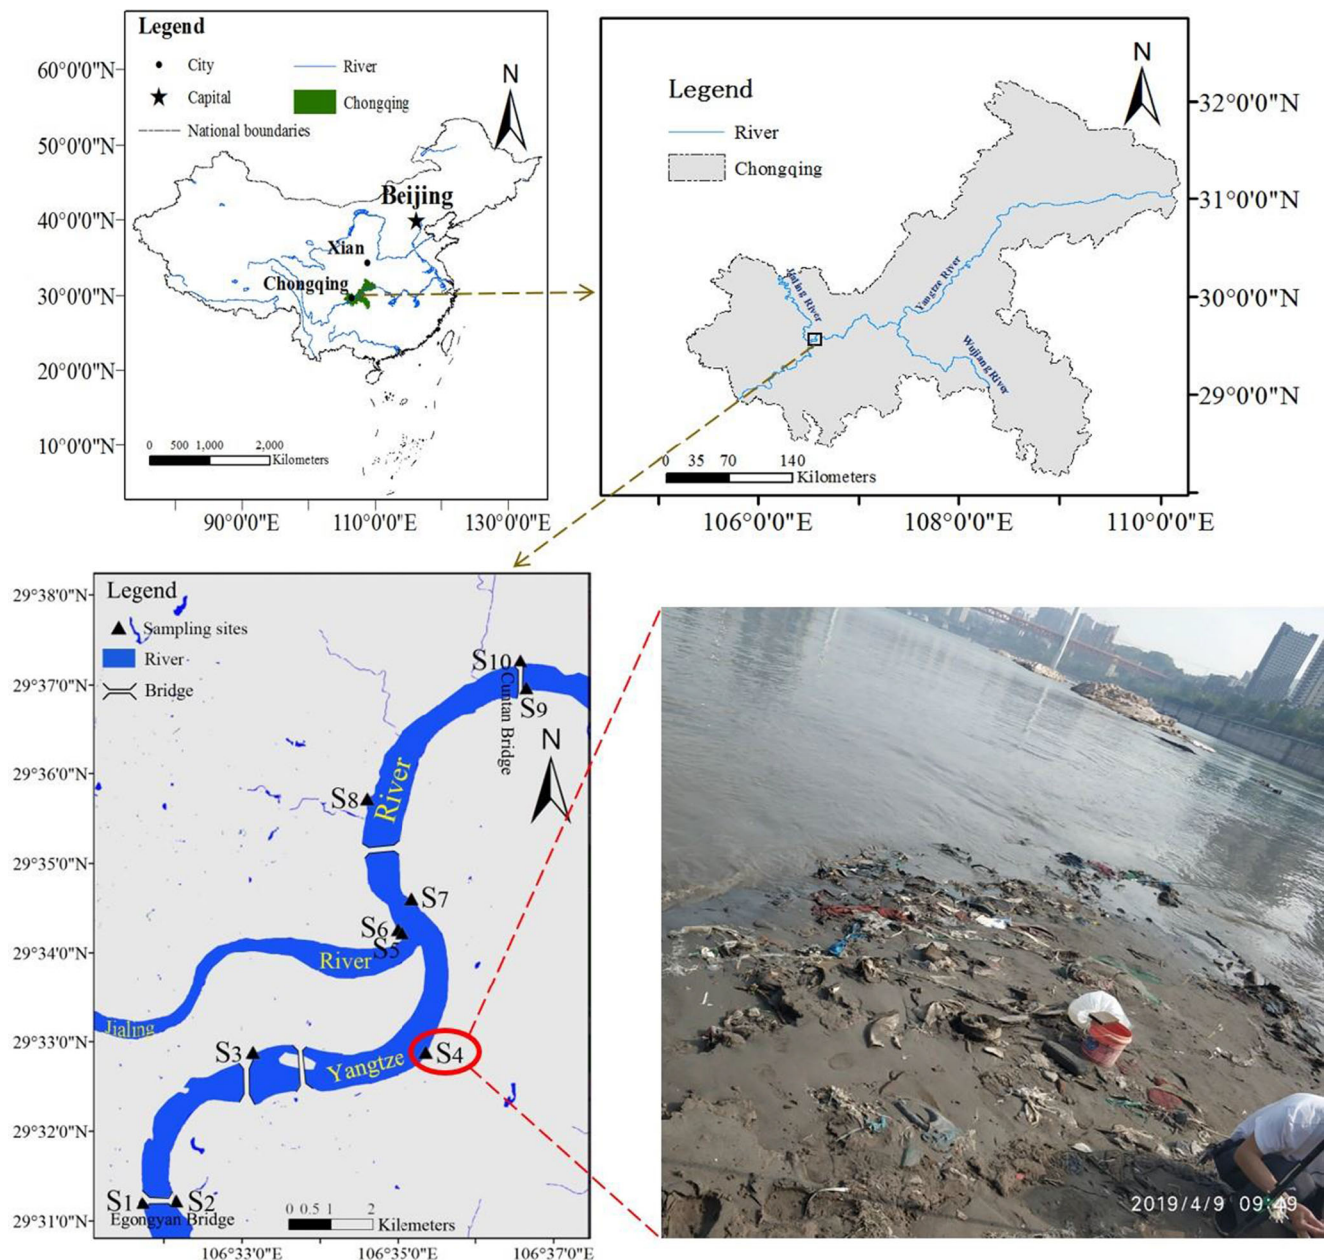 Legend
City
River
Capital
Chongqing
National boundaries
N
60°0'0"N
50°0'0"N
40°0'0"N
30°0'0"N
20°0'0"N
10°0'0"N
Beijing
Xian
Chongqing
0 500 1,000 2,000
Kilometers
90°0'0"E 110°0'0"E 130°0'0"E
Legend
River
Chongqing
N
32°0'0"N
31°0'0"N
30°0'0"N
29°0'0"N
Jialing River
Yangtze River
Wujiang River
0 35 70 140
Kilometers
106°0'0"E 108°0'0"E 110°0'0"E
Legend
Sampling sites
River
Bridge
29°38'0"N
29°37'0"N
29°36'0"N
29°35'0"N
29°34'0"N
29°33'0"N
29°32'0"N
29°31'0"N
S10
S9
Cuntan Bridge
N
S8
River
S7
S6
S5
River
Jialing
S3
Yangtze
S4
S1 S2
Egongyan Bridge
0 0.5 1 2
Kilemeters
106°33'0"E 106°35'0"E 106°37'0"E
2019/4/9 09:49